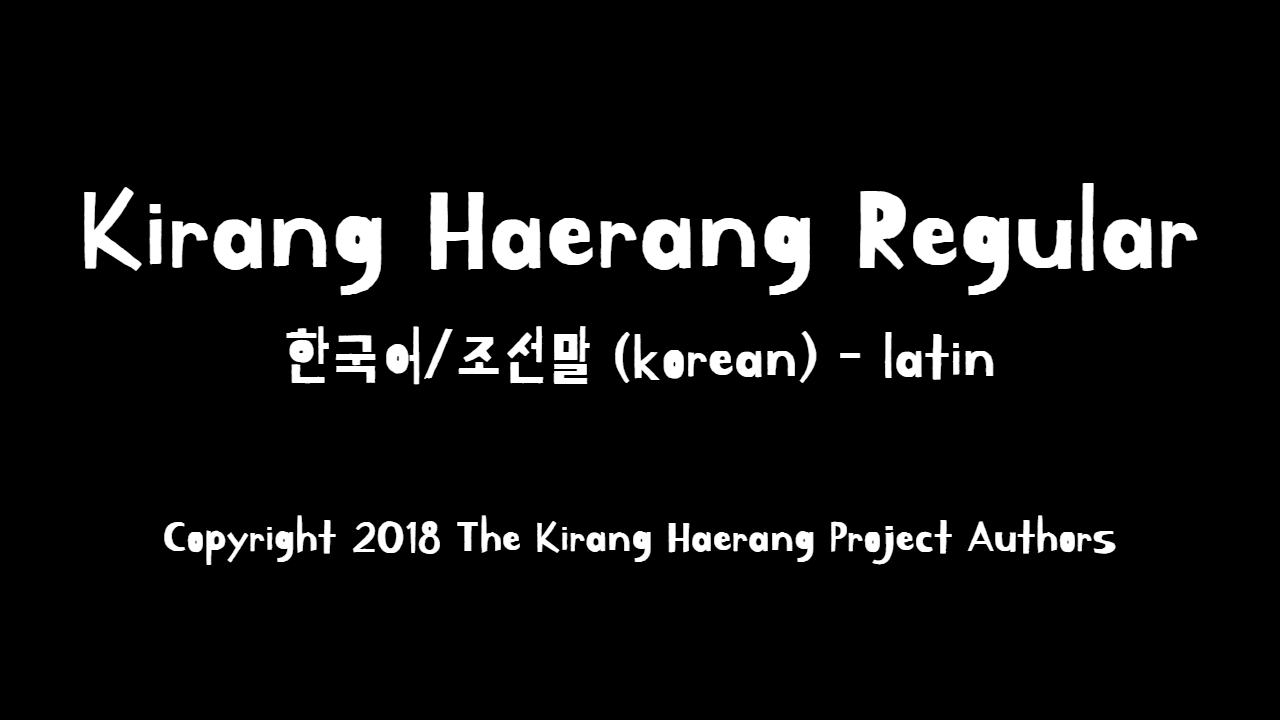 Kirang Haerang Regular
한국어/조선말 (korean) - latin
Copyright 2018 The Kirang Haerang Project Authors